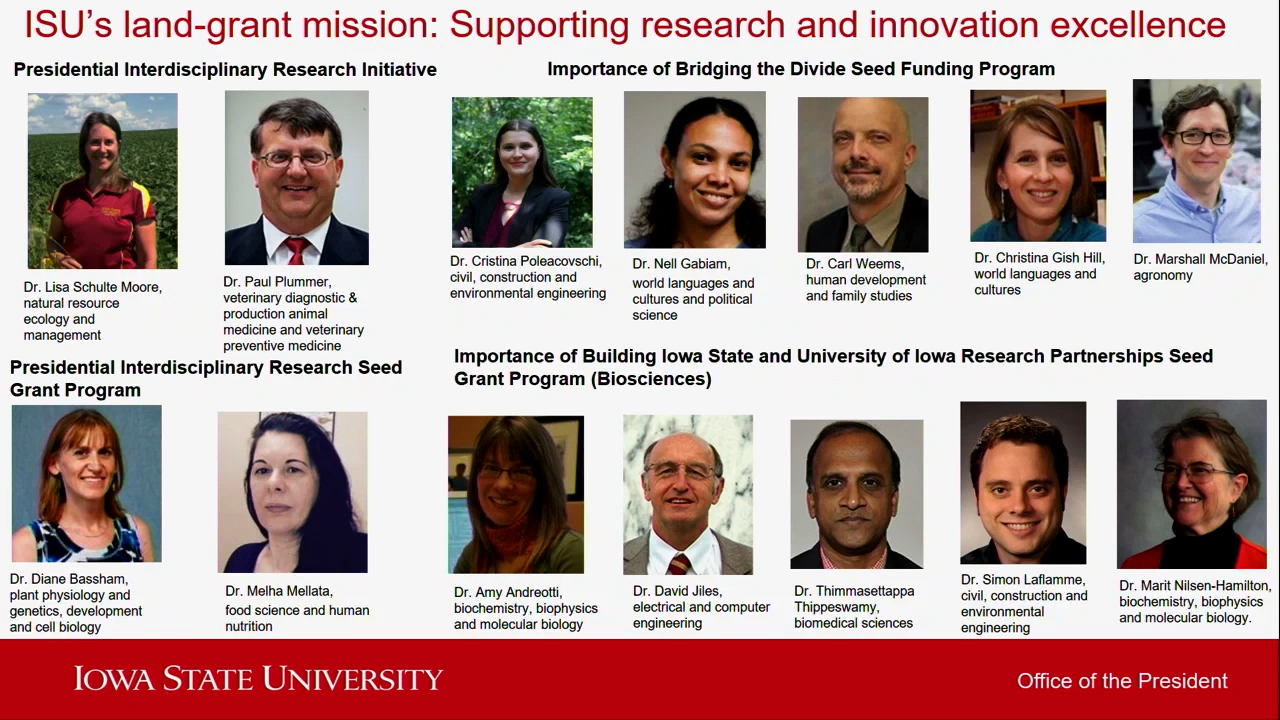 ISU’s land-grant mission: Supporting research and innovation excellence
Presidential Interdisciplinary Research Initiative
Dr. Lisa Schulte Moore,
natural resource
ecology and
management
Dr. Paul Plummer,
veterinary diagnostic &
production animal
medicine and veterinary
preventive medicine
Importance of Bridging the Divide Seed Funding Program
Dr. Cristina Poleacovschi,
civil, construction and
environmental engineering
Dr. Nell Gabiam,
world languages and
cultures and political
science
Dr. Carl Weems,
human development
and family studies
Dr. Christina Gish Hill,
world languages and
cultures
Dr. Marshall McDaniel,
agronomy
Presidential Interdisciplinary Research Seed
Grant Program
Dr. Diane Bassham,
plant physiology and
genetics, development
and cell biology
Dr. Melha Mellata,
food science and human
nutrition
Importance of Building Iowa State and University of Iowa Research Partnerships Seed
Grant Program (Biosciences)
Dr. Amy Andreotti,
biochemistry, biophysics
and molecular biology
Dr. David Jiles,
electrical and computer
engineering
Dr. Thimmasettappa
Thippeswamy,
biomedical sciences
Dr. Simon Laflamme,
civil, construction and
environmental
engineering
Dr. Marit Nilsen-Hamilton,
biochemistry, biophysics
and molecular biology.
IOWA STATE UNIVERSITY
Office of the President